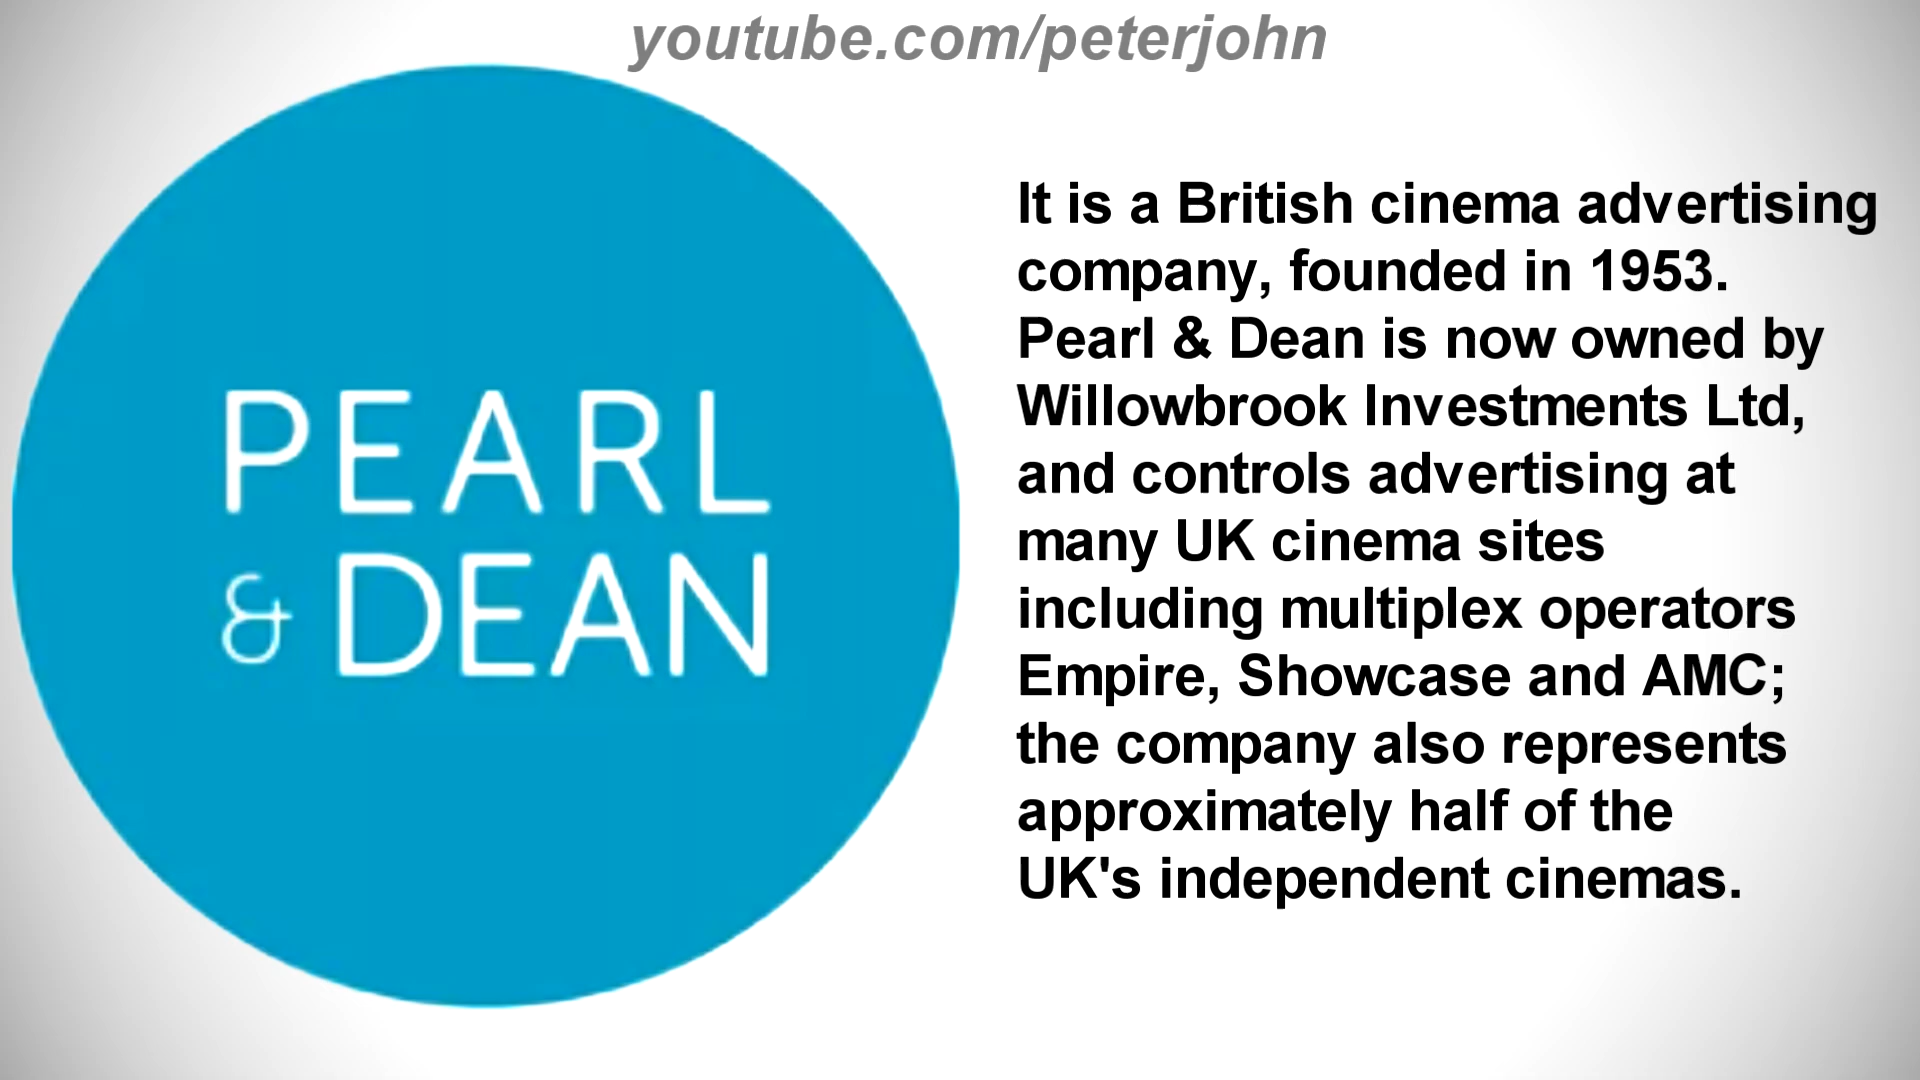 youtube.com/peterjohn
PEARL
& DEAN
It is a British cinema advertising
company, founded in 1953.
Pearl & Dean is now owned by
Willowbrook Investments Ltd,
and controls advertising at
many UK cinema sites
including multiplex operators
Empire, Showcase and AMC;
the company also represents
approximately half of the
UK's independent cinemas.